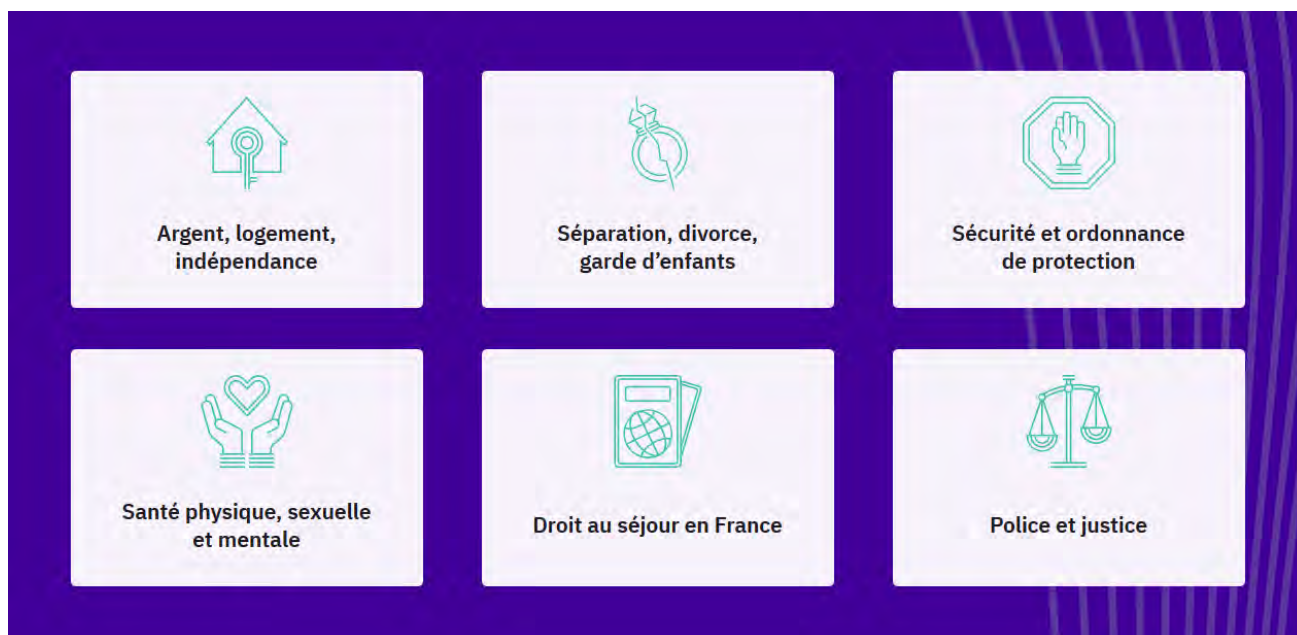 Argent, logement,
indépendance
Séparation, divorce,
garde d’enfants
Sécurité et ordonnance
de protection
Santé physique, sexuelle
et mentale
Droit au séjour en France
Police et justice